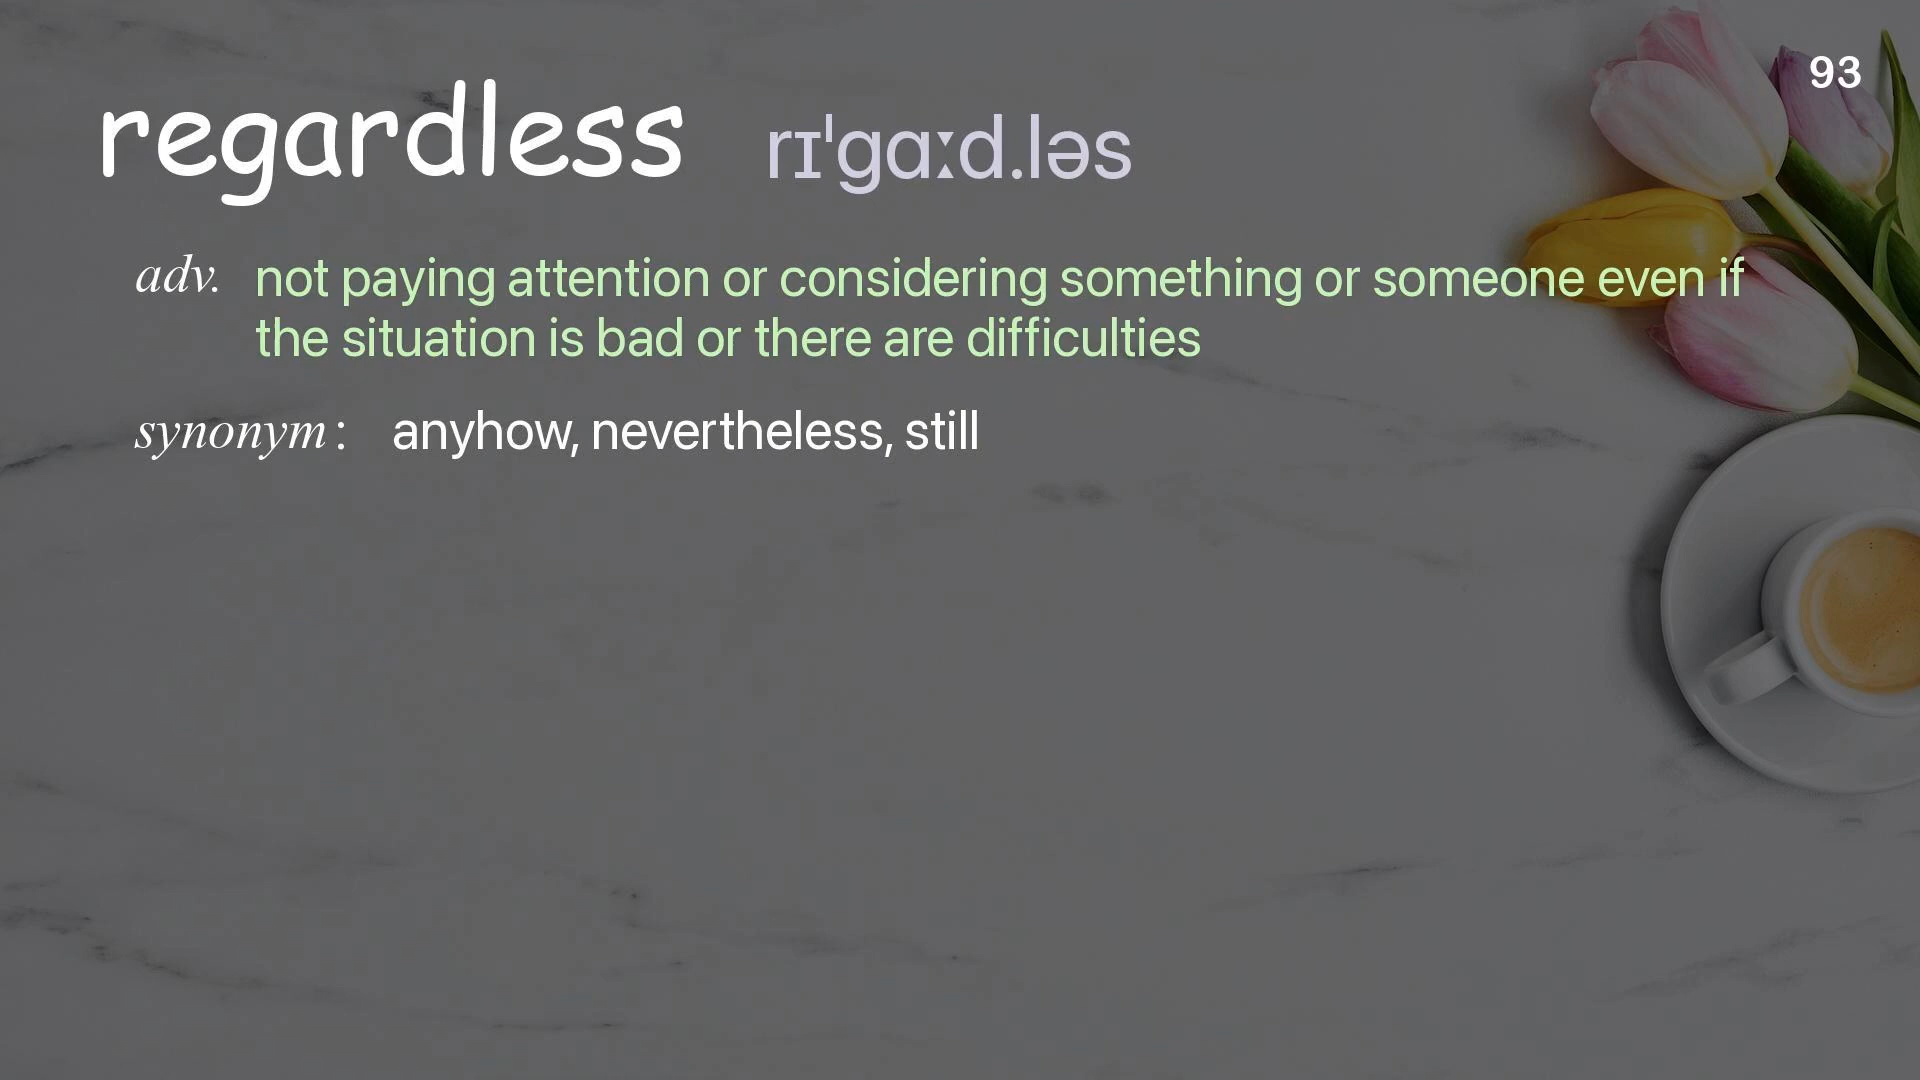 93
regardless rɪˈɡɑːd.ləs
adv. not paying attention or considering something or someone even if
the situation is bad or there are difficulties
synonym: anyhow, nevertheless, still